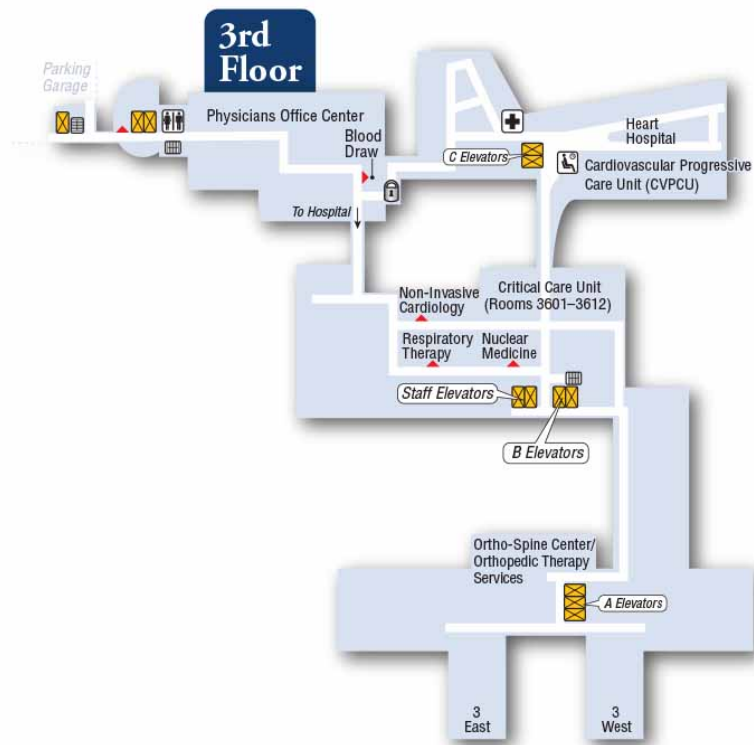 3rd
Floor
Parking
Garage
Physicians Office Center
Blood
Draw
To Hospital
C Elevators
Heart
Hospital
Cardiovascular Progressive
Care Unit (CVPCU)
Non-Invasive
Cardiology
Critical Care Unit
(Rooms 3601–3612)
Respiratory
Therapy
Nuclear
Medicine
Staff Elevators
B Elevators
Ortho-Spine Center/
Orthopedic Therapy
Services
A Elevators
3
East
3
West